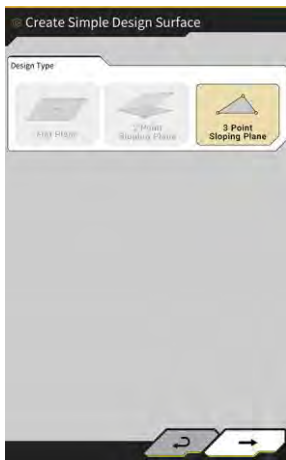 Create Simple Design Surface
Design Type
Flat Plane
2 Point
Sloping Plane
3 Point
Sloping Plane